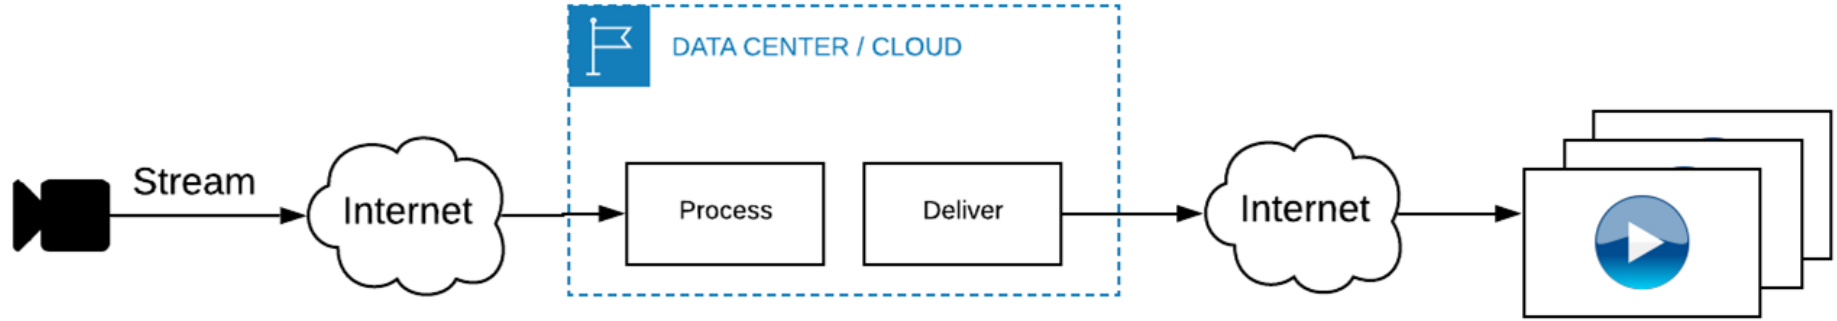 DATA CENTER / CLOUD
Stream
Internet
Process
Deliver
Internet